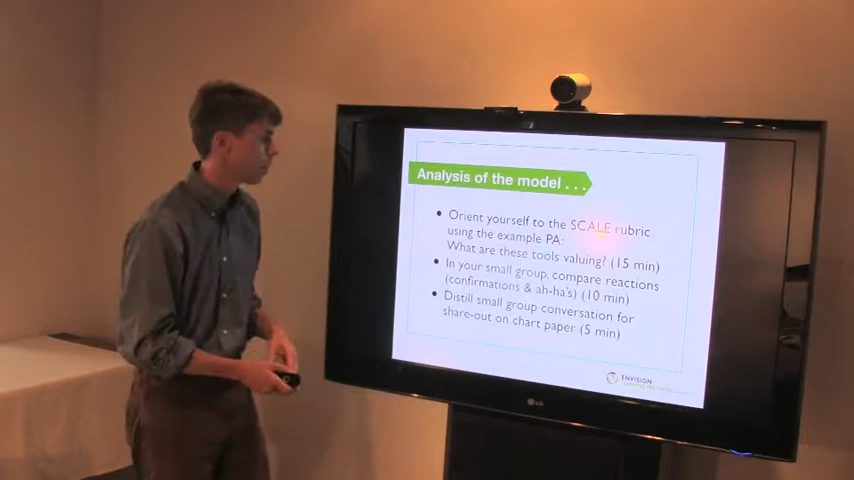 Analysis of the model . . .
• Orient yourself to the SCALE rubric
using the example PA:
What are these tools valuing? (15 min)
• In your small group, compare reactions
(confirmations & ah-ha's) (10 min)
• Distill small group conversation for
share-out on chart paper (5 min)
ENVISION
LG